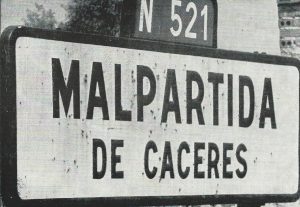 N 521
MALPARTIDA
DE CACERES